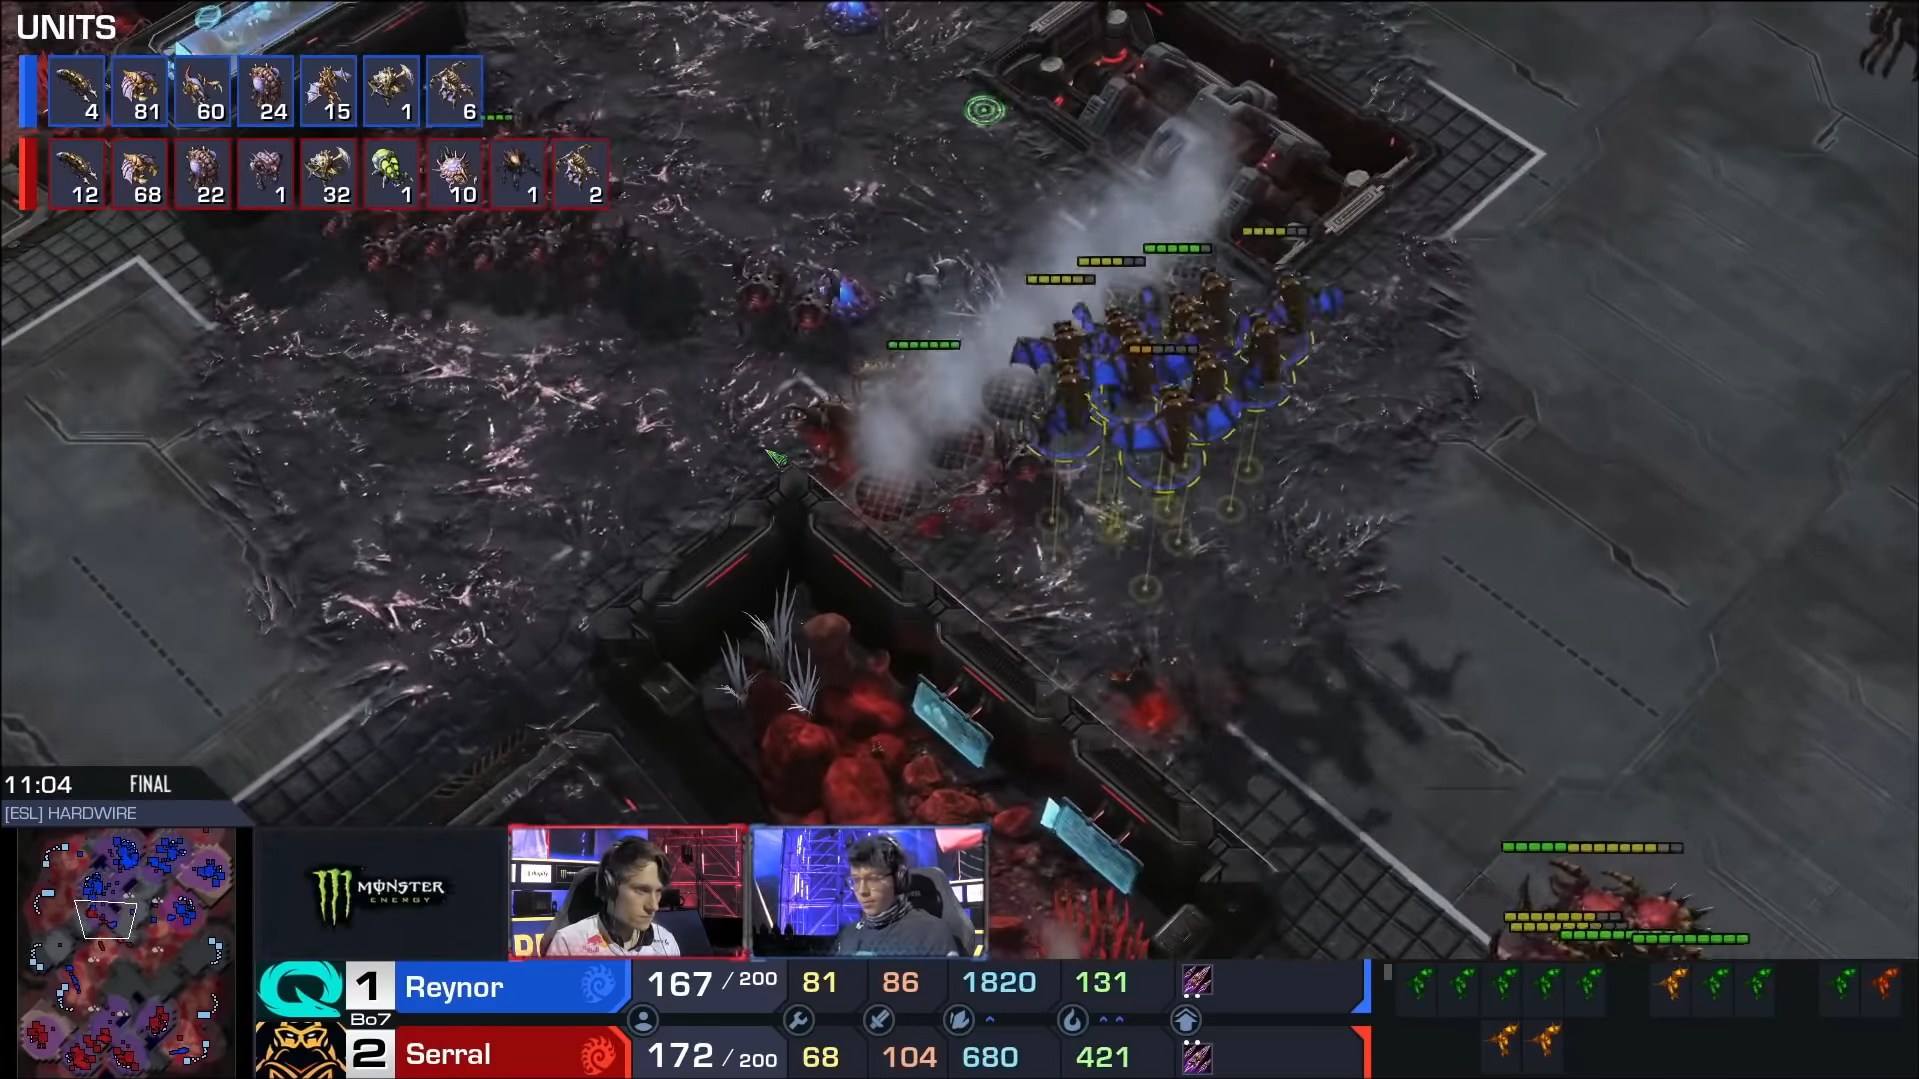 UNITS
4 81 60 24 15 1 6
12 68 22 1 32 1 10 1 2
11:04 FINAL
[ESL] HARDWIRE
MONSTER
ENERGY
1 Reynor 167 / 200 81 86 1820 131
Bo7
2 Serral 172 / 200 68 104 680 421